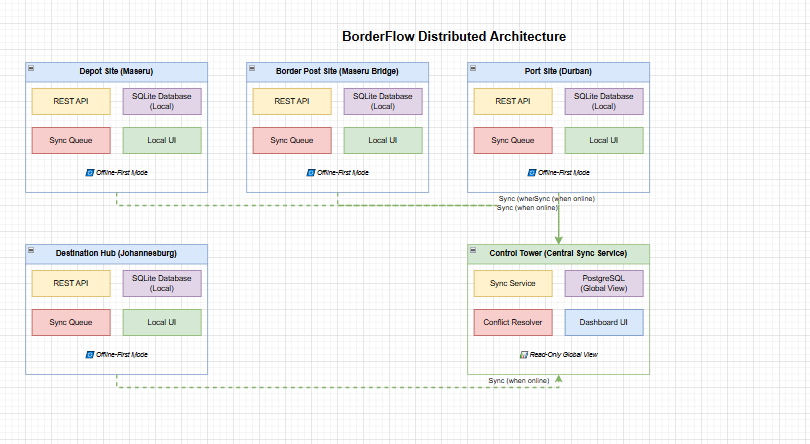 BorderFlow Distributed Architecture
Depot Site (Maseru)
REST API
SQLite Database
(Local)
Sync Queue
Local UI
Offline-First Mode
Border Post Site (Maseru Bridge)
REST API
SQLite Database
(Local)
Sync Queue
Local UI
Offline-First Mode
Port Site (Durban)
REST API
SQLite Database
(Local)
Sync Queue
Local UI
Offline-First Mode
Sync (when online)
Sync (when online)
Destination Hub (Johannesburg)
REST API
SQLite Database
(Local)
Sync Queue
Local UI
Offline-First Mode
Control Tower (Central Sync Service)
Sync Service
PostgreSQL
(Global View)
Conflict Resolver
Dashboard UI
Read-Only Global View
Sync (when online)